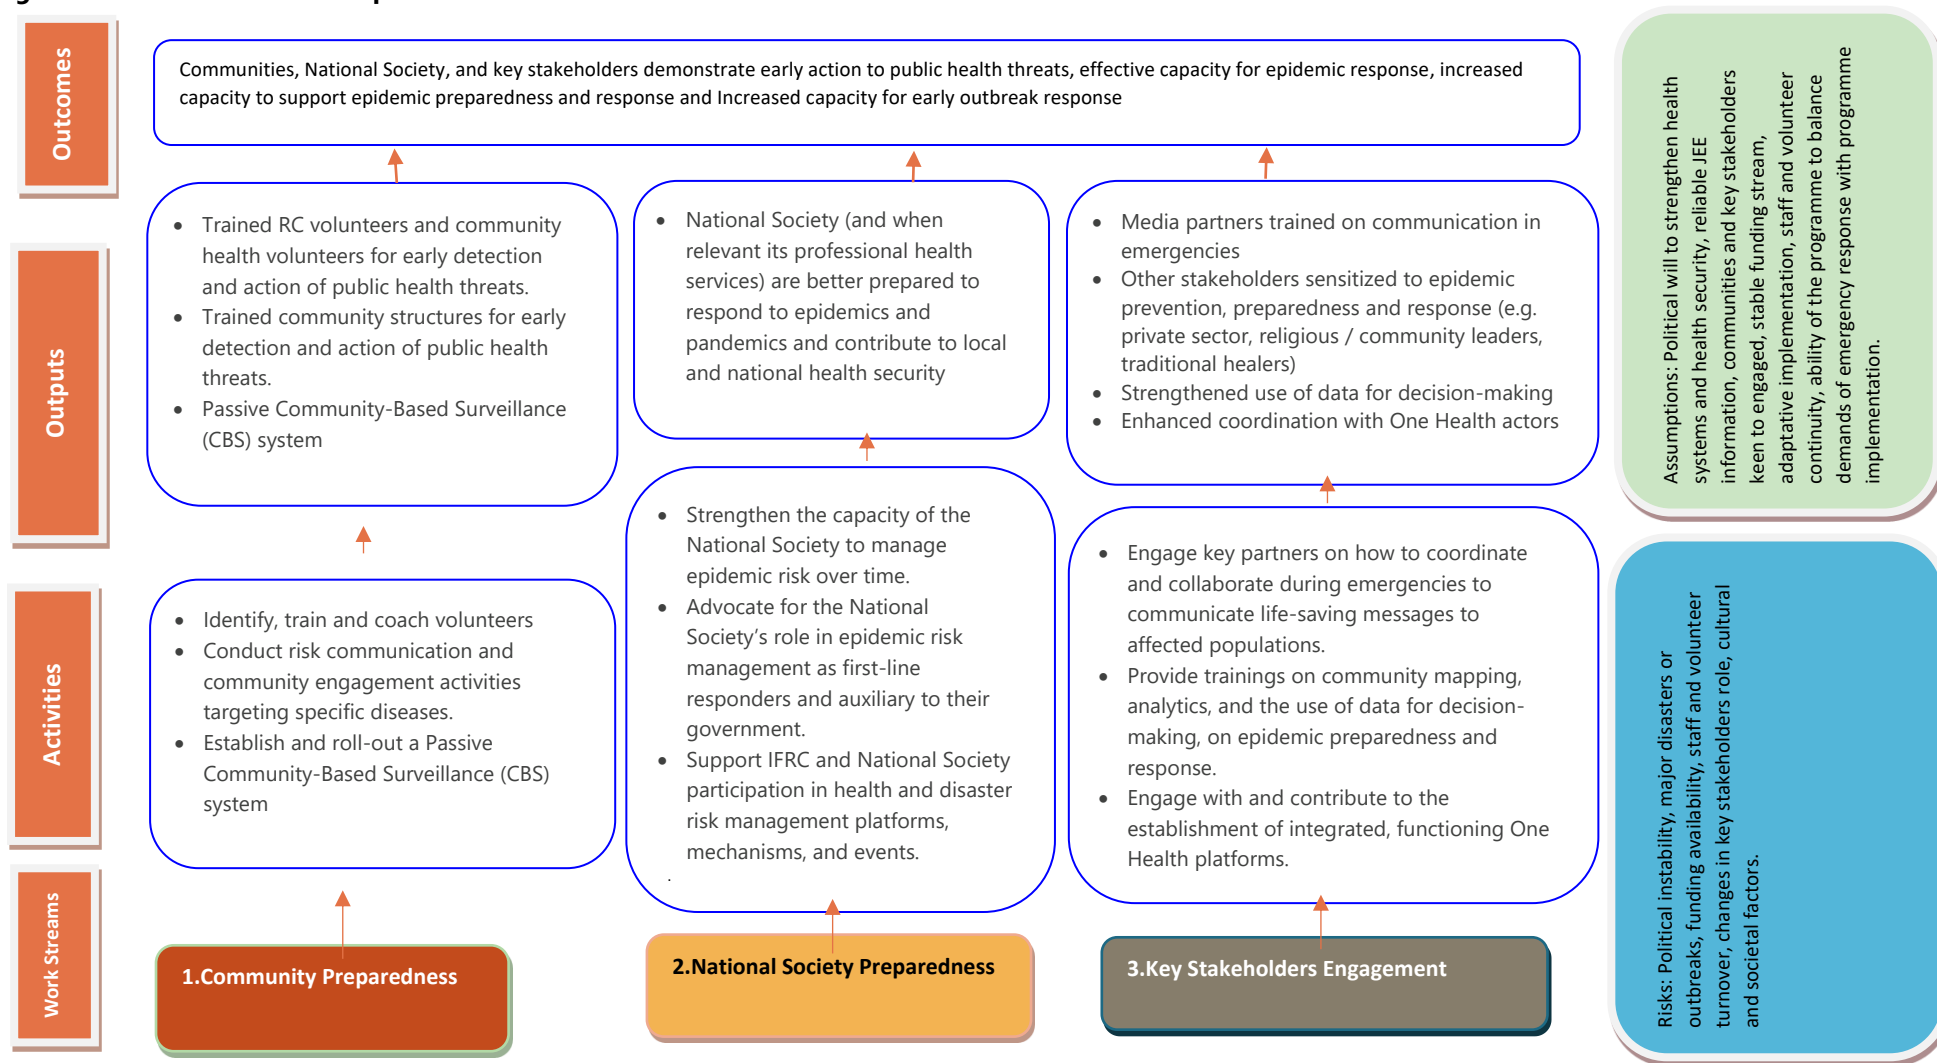 Outcomes
Communities, National Society, and key stakeholders demonstrate early action to public health threats, effective capacity for epidemic response, increased
capacity to support epidemic preparedness and response and Increased capacity for early outbreak response
Outputs
• Trained RC volunteers and community
health volunteers for early detection
and action of public health threats.
• Trained community structures for early
detection and action of public health
threats.
• Passive Community-Based Surveillance
(CBS) system
• National Society (and when
relevant its professional health
services) are better prepared to
respond to epidemics and
pandemics and contribute to local
and national health security
• Media partners trained on communication in
emergencies
• Other stakeholders sensitized to epidemic
prevention, preparedness and response (e.g.
private sector, religious / community leaders,
traditional healers)
• Strengthened use of data for decision-making
• Enhanced coordination with One Health actors
Activities
• Identify, train and coach volunteers
• Conduct risk communication and
community engagement activities
targeting specific diseases.
• Establish and roll-out a Passive
Community-Based Surveillance (CBS)
system
• Strengthen the capacity of the
National Society to manage
epidemic risk over time.
• Advocate for the National
Society’s role in epidemic risk
management as first-line
responders and auxiliary to their
government.
• Support IFRC and National Society
participation in health and disaster
risk management platforms,
mechanisms, and events.
.
• Engage key partners on how to coordinate
and collaborate during emergencies to
communicate life-saving messages to
affected populations.
• Provide trainings on community mapping,
analytics, and the use of data for decision-
making, on epidemic preparedness and
response.
• Engage with and contribute to the
establishment of integrated, functioning One
Health platforms.
Work Streams
1.Community Preparedness
2.National Society Preparedness
3.Key Stakeholders Engagement
Assumptions: Political will to strengthen health
systems and health security, reliable JEE
information, communities and key stakeholders
keen to engaged, stable funding stream,
adaptative implementation, staff and volunteer
continuity, ability of the programme to balance
demands of emergency response with programme
implementation.
Risks: Political instability, major disasters or
outbreaks, funding availability, staff and volunteer
turnover, changes in key stakeholders role, cultural
and societal factors.